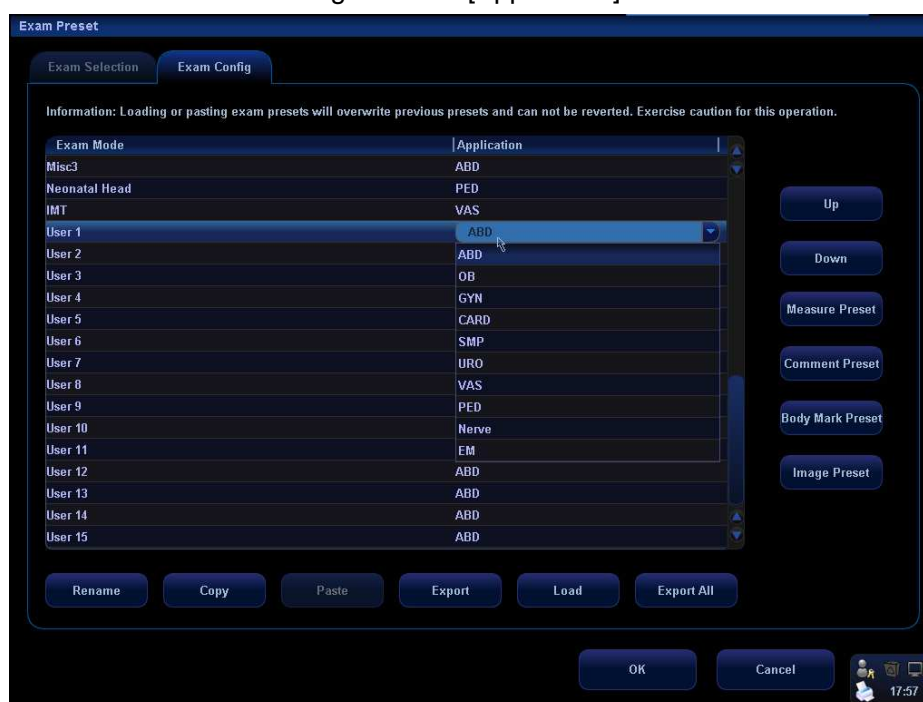 Exam Preset
Exam Selection Exam Config
Information: Loading or pasting exam presets will overwrite previous presets and can not be reverted. Exercise caution for this operation.
Exam Mode Application
Misc3 ABD
Neonatal Head PED
IMT VAS
Up
User 1 ABD
User 2 ABD
Down
User 3 OB
User 4 GYN
Measure Preset
User 5 CARD
User 6 SMP
User 7 URO
Comment Preset
User 8 VAS
User 9 PED
Body Mark Preset
User 10 Nerve
User 11 EM
User 12 ABD
Image Preset
User 13 ABD
User 14 ABD
User 15 ABD
Rename Copy Paste Export Load Export All
OK Cancel
17:57